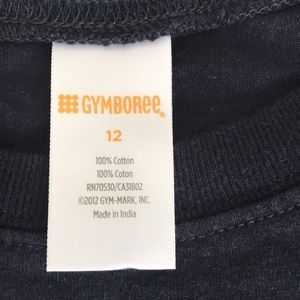 GYMBOREE
12
100% Cotton
100% Coton
RN70530/CA31802
©2012 GYM-MARK, INC.
Made in India